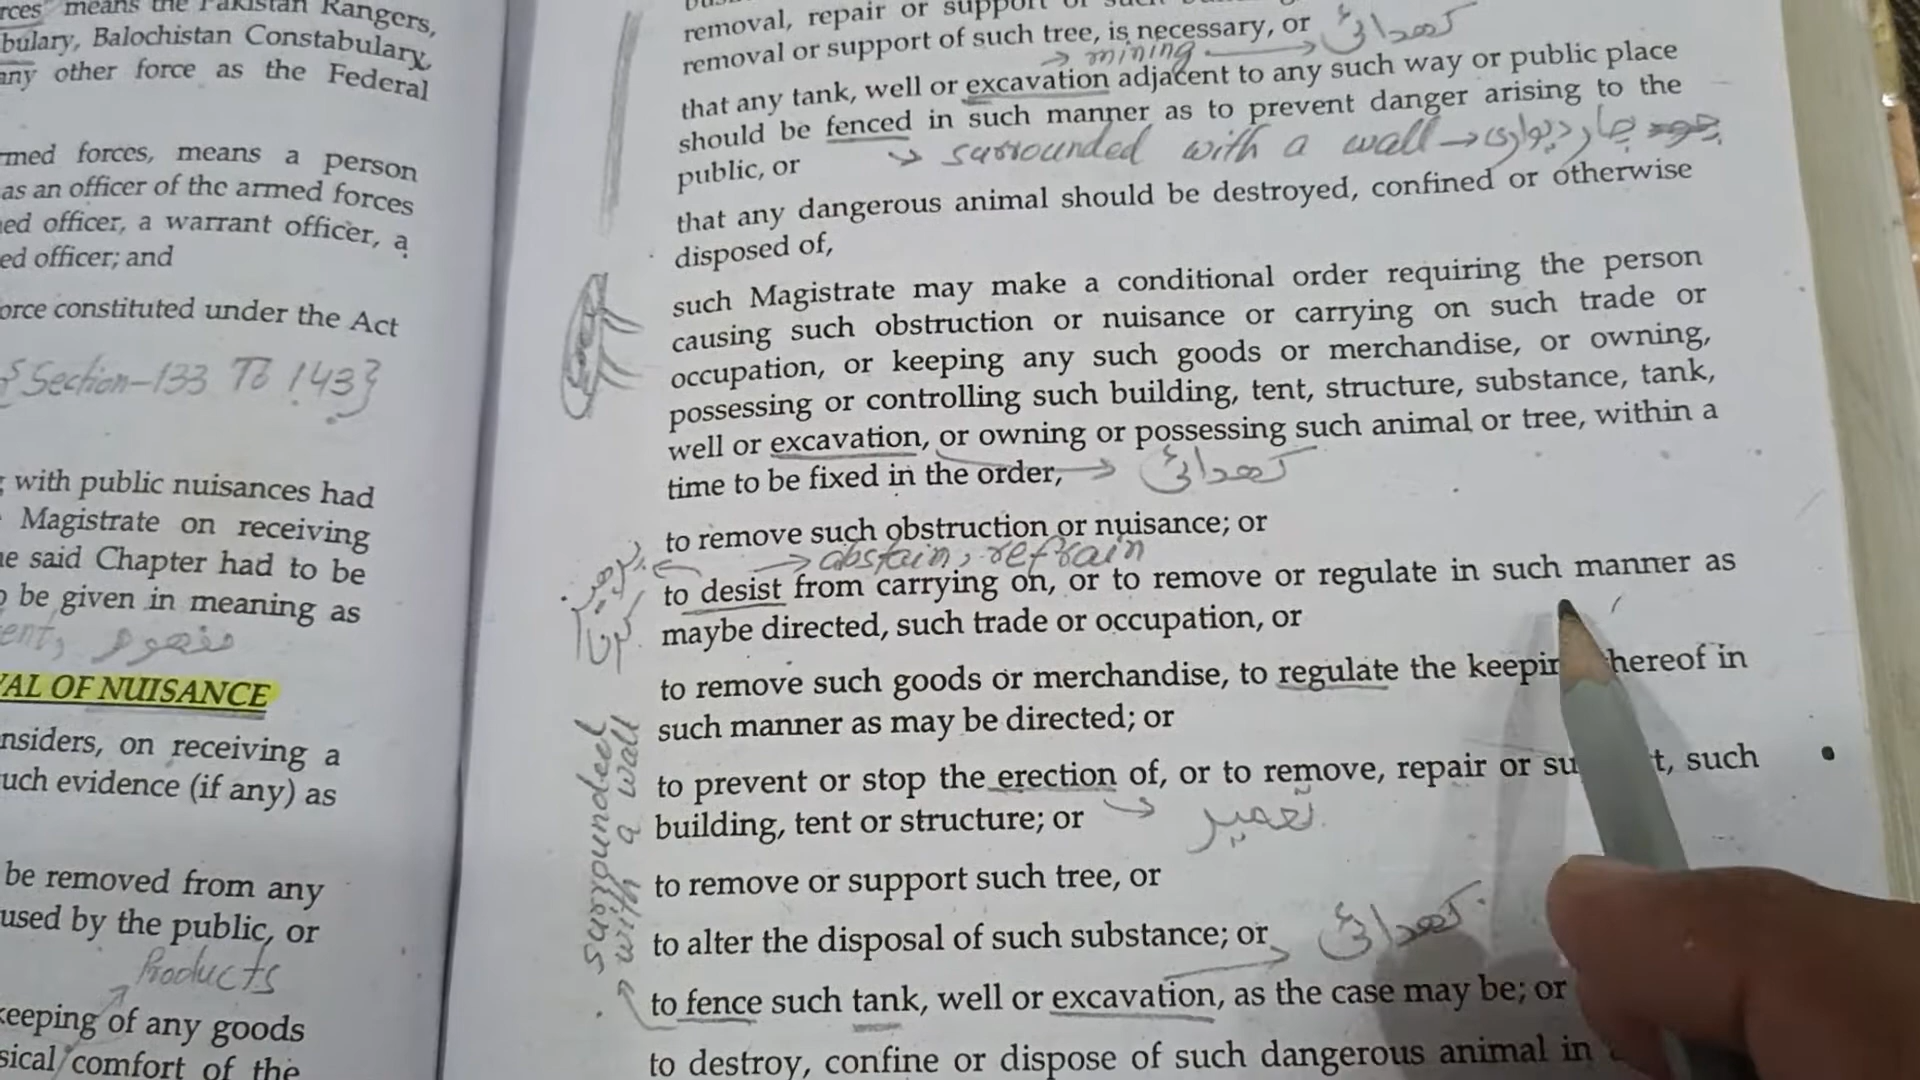 means the Pakistan Rangers,
bulary, Balochistan Constabulary,
any other force as the Federal
med forces, means a person
as an officer of the armed forces
ed officer, a warrant officer, a
ed officer; and
orce constituted under the Act
Section-133 To 143}
with public nuisances had
Magistrate on receiving
e said Chapter had to be
be given in meaning as
مقصود
VAL OF NUISANCE
nsiders, on receiving a
uch evidence (if any) as
be removed from any
used by the public, or
Products
keeping of any goods
sical comfort of the
removal, repair or support of such
removal or support of such tree, is necessary, or
mining کھدائی
that any tank, well or excavation adjacent to any such way or public place
should be fenced in such manner as to prevent danger arising to the
public, or
surrounded with a wall چار دیواری
that any dangerous animal should be destroyed, confined or otherwise
disposed of,
such Magistrate may make a conditional order requiring the person
causing such obstruction or nuisance or carrying on such trade or
occupation, or keeping any such goods or merchandise, or owning,
possessing or controlling such building, tent, structure, substance, tank,
well or excavation, or owning or possessing such animal or tree, within a
time to be fixed in the order,
کھدائی
to remove such obstruction or nuisance; or
abstain, refrain
to desist from carrying on, or to remove or regulate in such manner as
maybe directed, such trade or occupation, or
to remove such goods or merchandise, to regulate the keepin hereof in
such manner as may be directed; or
to prevent or stop the erection of, or to remove, repair or su t, such
building, tent or structure; or
تعمیر
to remove or support such tree, or
to alter the disposal of such substance; or
کھدائی
to fence such tank, well or excavation, as the case may be; or
surrounded
with a wall
to destroy, confine or dispose of such dangerous animal in